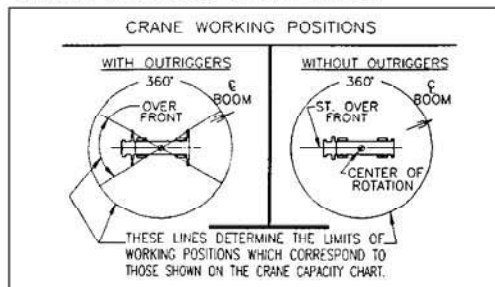 CRANE WORKING POSITIONS
WITH OUTRIGGERS
360°
℄
BOOM
OVER
FRONT
WITHOUT OUTRIGGERS
360°
℄
BOOM
ST. OVER
FRONT
CENTER OF
ROTATION
THESE LINES DETERMINE THE LIMITS OF
WORKING POSITIONS WHICH CORRESPOND TO
THOSE SHOWN ON THE CRANE CAPACITY CHART.